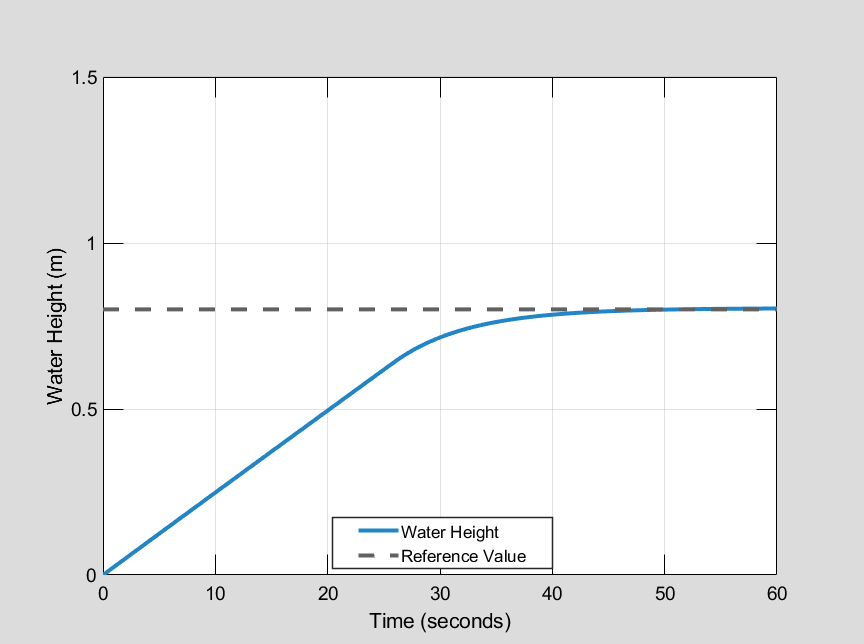 1.5
1
0.5
0
Water Height (m)
Water Height
Reference Value
0 10 20 30 40 50 60
Time (seconds)